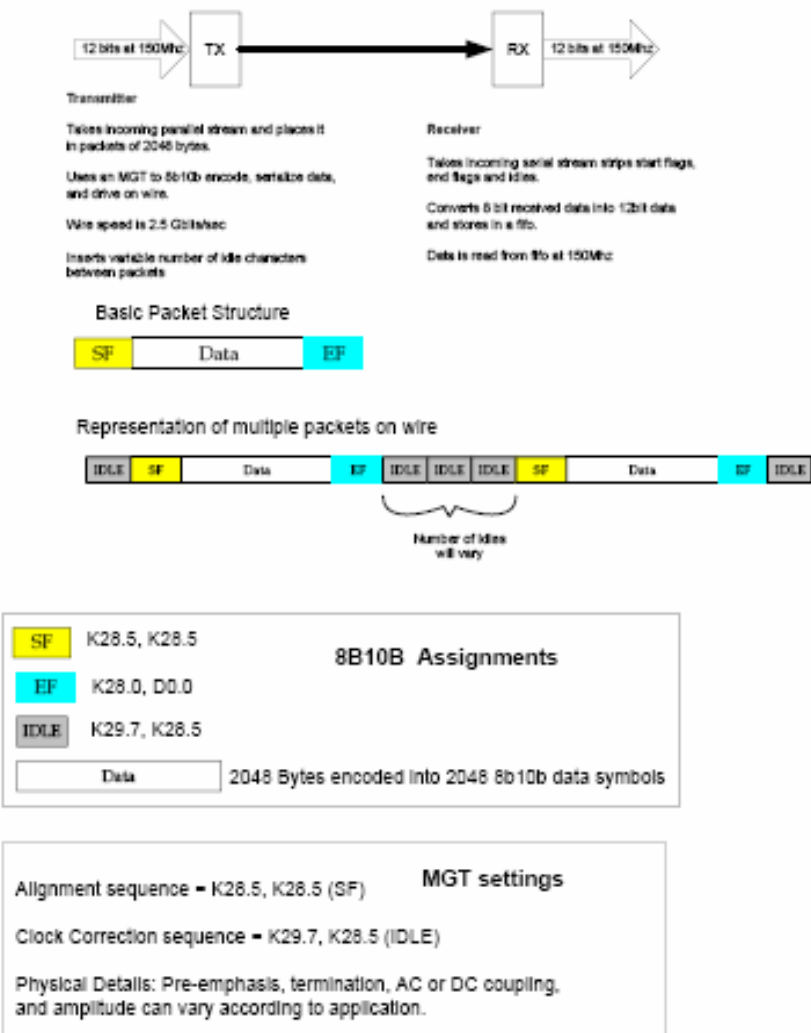 12 bits at 150Mhz
TX
RX
12 bits at 150Mhz
Transmitter
Takes incoming parallel stream and places it
in packets of 2048 bytes.
Uses an MGT to 8b10b encode, serialize data,
and drive on wire.
Wire speed is 2.5 Gbits/sec
Inserts variable number of idle characters
between packets
Receiver
Takes incoming serial stream strips start flags,
end flags and idles.
Converts 8 bit received data into 12bit data
and stores in a fifo.
Data is read from fifo at 150Mhz
Basic Packet Structure
SF Data EF
Representation of multiple packets on wire
IDLE SF Data EF IDLE IDLE IDLE SF Data EF IDLE
Number of idles
will vary
8B10B Assignments
SF K28.5, K28.5
EF K28.0, D0.0
IDLE K29.7, K28.5
Data 2048 Bytes encoded into 2048 8b10b data symbols
MGT settings
Alignment sequence = K28.5, K28.5 (SF)
Clock Correction sequence = K29.7, K28.5 (IDLE)
Physical Details: Pre-emphasis, termination, AC or DC coupling,
and amplitude can vary according to application.